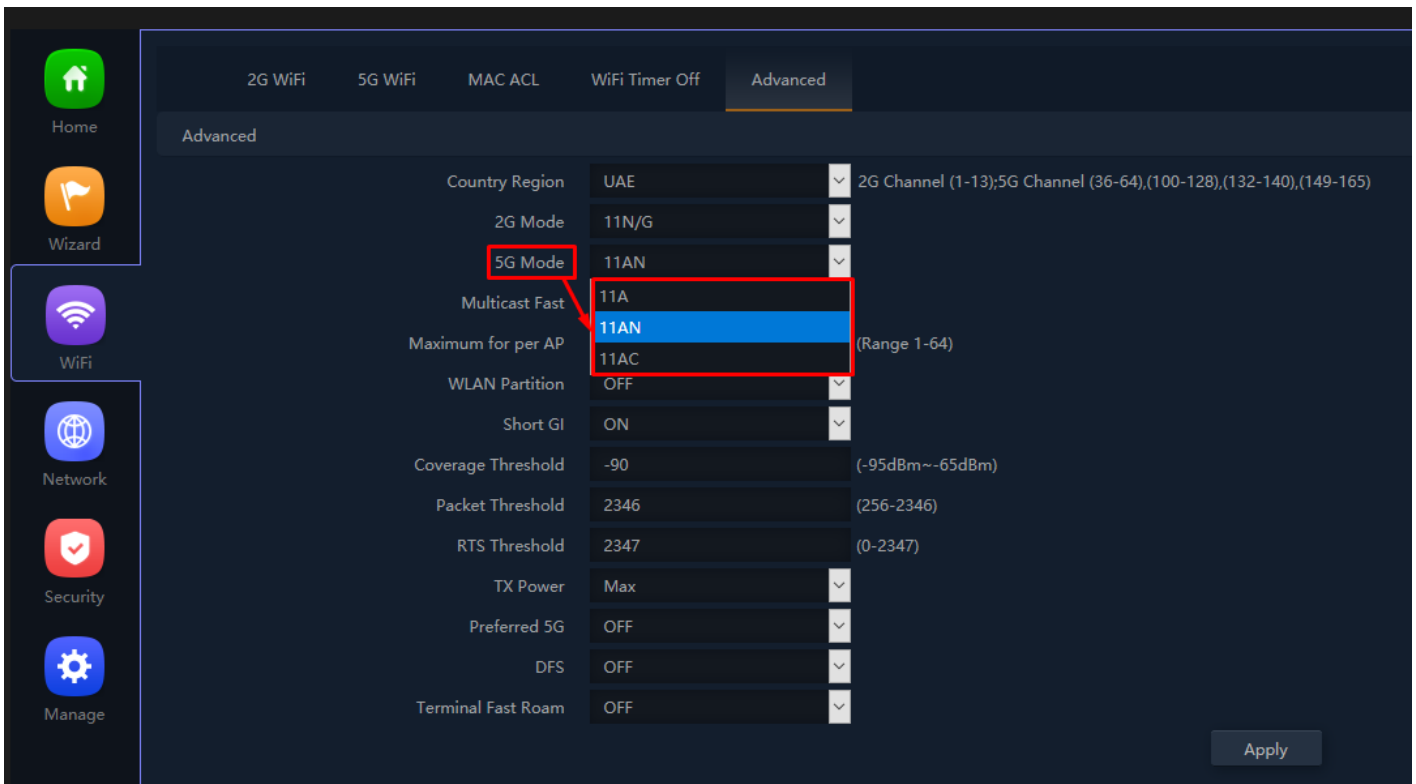 2G WiFi 5G WiFi MAC ACL WiFi Timer Off Advanced
Home
Advanced
Country Region UAE 2G Channel (1-13);5G Channel (36-64),(100-128),(132-140),(149-165)
2G Mode 11N/G
Wizard
5G Mode 11AN
Multicast Fast 11A
11AN
Maximum for per AP (Range 1-64)
11AC
WiFi
WLAN Partition OFF
Short GI ON
Coverage Threshold -90 (-95dBm~-65dBm)
Network
Packet Threshold 2346 (256-2346)
RTS Threshold 2347 (0-2347)
TX Power Max
Security
Preferred 5G OFF
DFS OFF
Terminal Fast Roam OFF
Manage
Apply